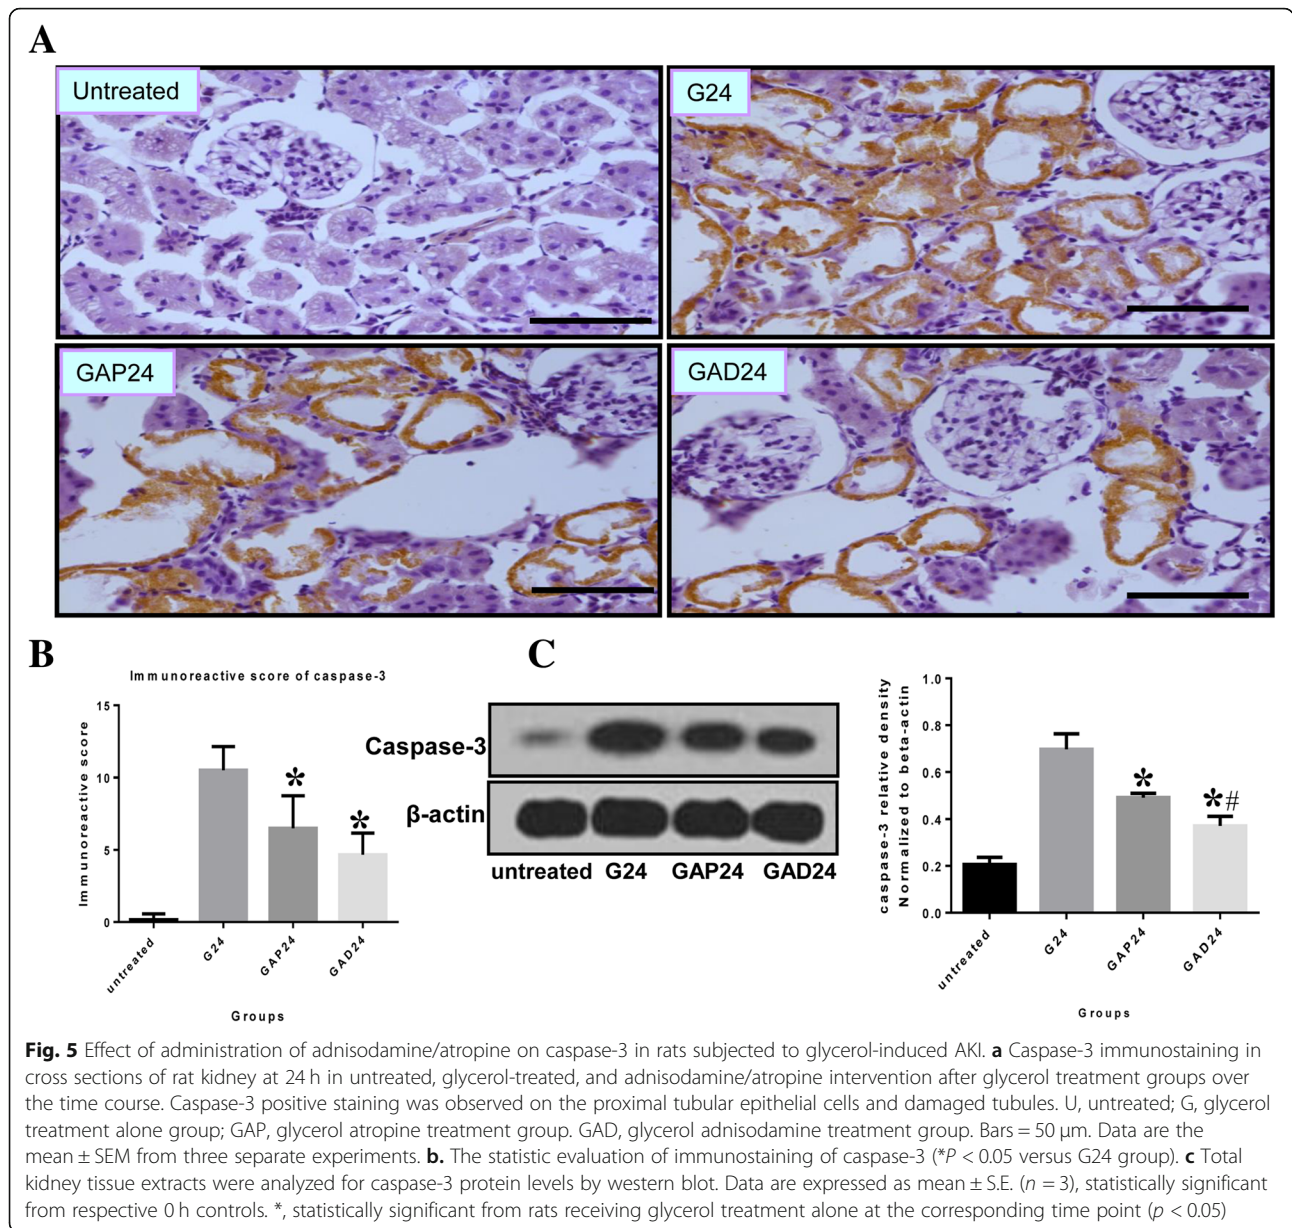 A
Untreated
G24
GAP24
GAD24
B
Immunoreactive score of caspase-3
Immunoreactive score
15
10
5
0
*
*
untreated
G24
GAP24
GAD24
Groups
C
Caspase-3
β-actin
untreated G24 GAP24 GAD24
caspase-3 relative density
Normalized to beta-actin
1.0
0.8
0.6
0.4
0.2
0.0
*
*#
untreated
G24
GAP24
GAD24
Groups
Fig. 5 Effect of administration of adnisodamine/atropine on caspase-3 in rats subjected to glycerol-induced AKI. a Caspase-3 immunostaining in
cross sections of rat kidney at 24 h in untreated, glycerol-treated, and adnisodamine/atropine intervention after glycerol treatment groups over
the time course. Caspase-3 positive staining was observed on the proximal tubular epithelial cells and damaged tubules. U, untreated; G, glycerol
treatment alone group; GAP, glycerol atropine treatment group. GAD, glycerol adnisodamine treatment group. Bars = 50 μm. Data are the
mean ± SEM from three separate experiments. b. The statistic evaluation of immunostaining of caspase-3 (*P < 0.05 versus G24 group). c Total
kidney tissue extracts were analyzed for caspase-3 protein levels by western blot. Data are expressed as mean ± S.E. (n = 3), statistically significant
from respective 0 h controls. *, statistically significant from rats receiving glycerol treatment alone at the corresponding time point (p < 0.05)